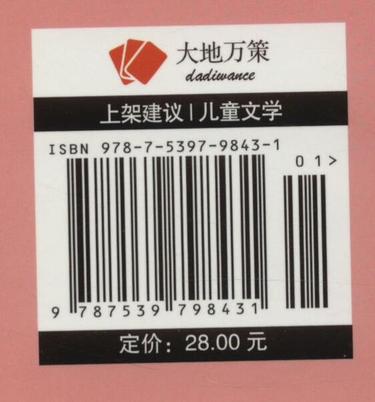 大地万策
dadiwance
上架建议 | 儿童文学
ISBN 978-7-5397-9843-1
01>
9 787539 798431
定价：28.00 元